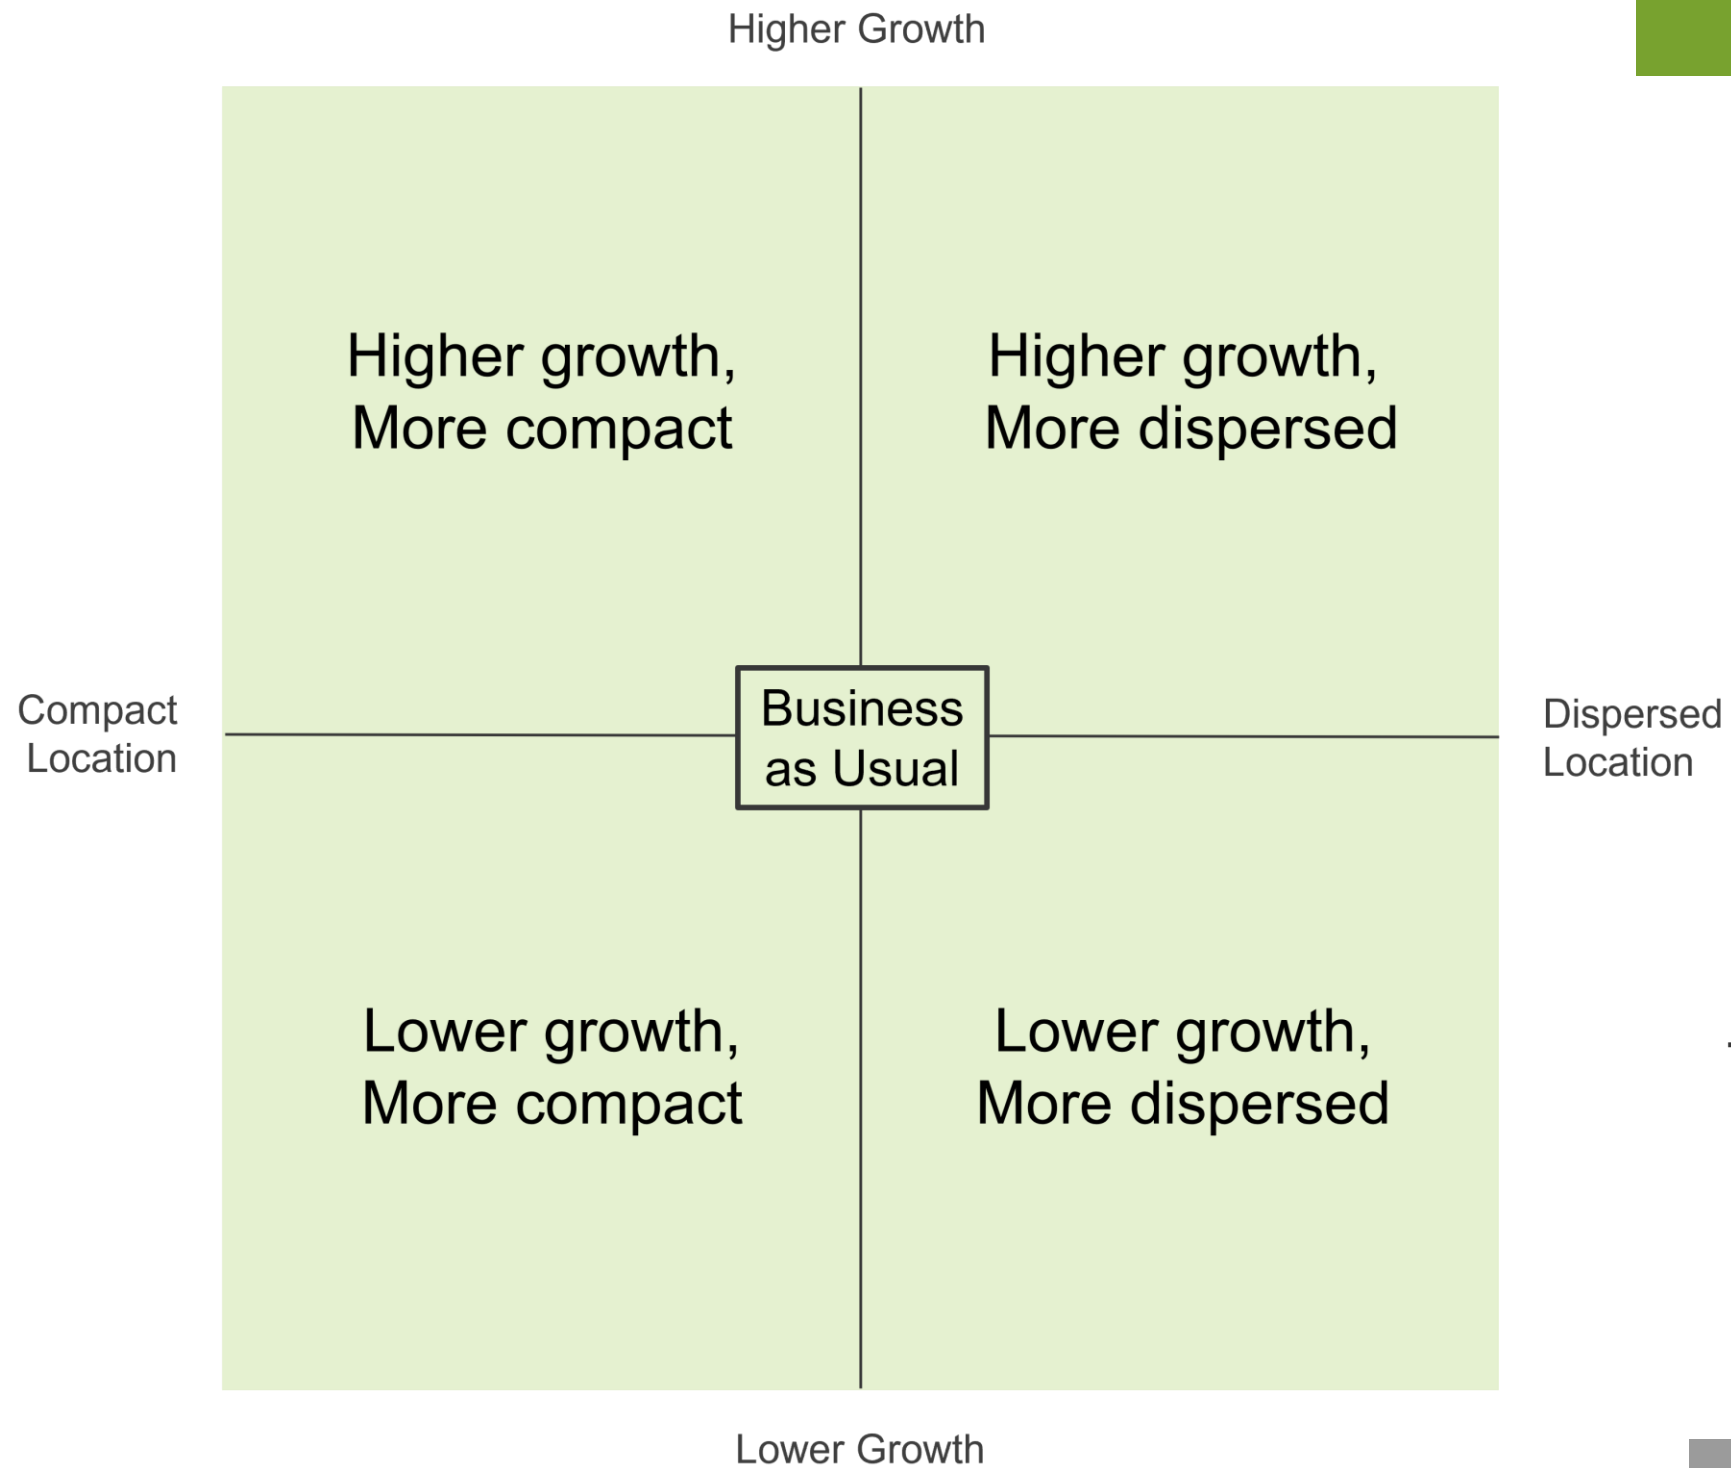 Higher Growth
Higher growth,
More compact
Higher growth,
More dispersed
Compact
Location
Business
as Usual
Dispersed
Location
Lower growth,
More compact
Lower growth,
More dispersed
Lower Growth